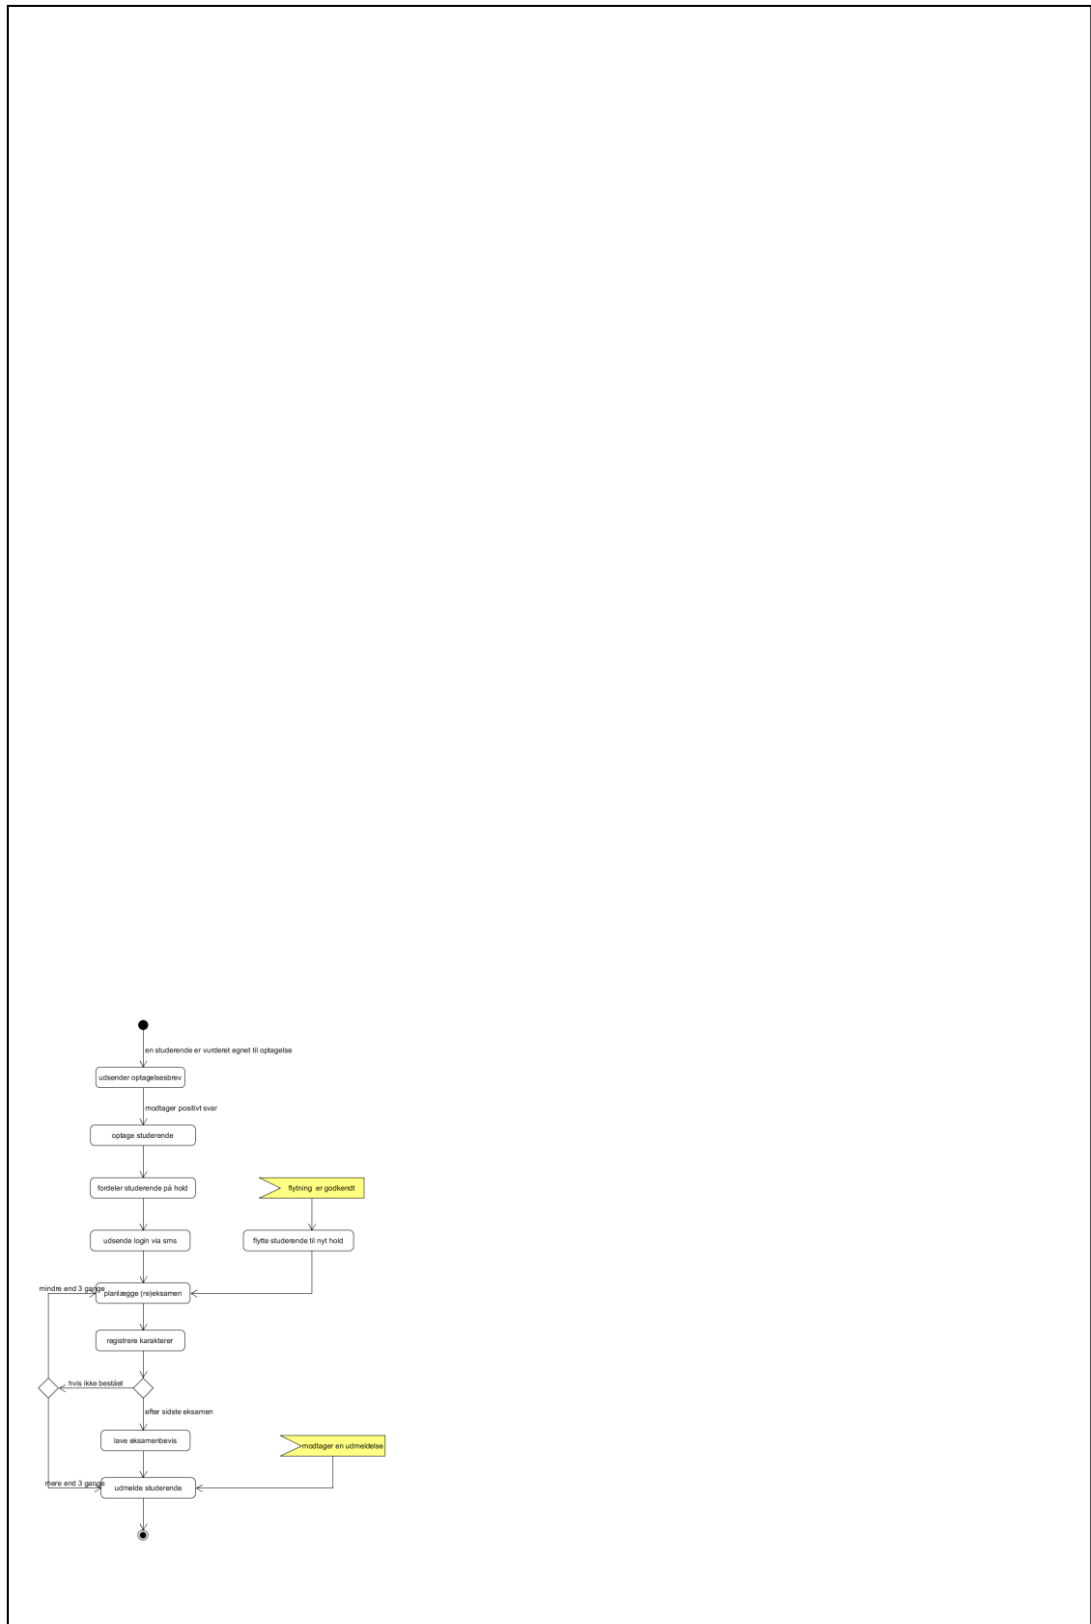 en studerende er vurderet egnet til optagelse
udsender optagelsesbrev
modtager positivt svar
optage studerende
fordeler studerende på hold
flytning er godkendt
udsende login via sms
flytte studerende til nyt hold
mindre end 3 gange
planlægge (re)eksamen
registrere karakterer
hvis ikke bestået
efter sidste eksamen
lave eksamenbevis
modtager en udmeldelse
mere end 3 gange
udmelde studerende